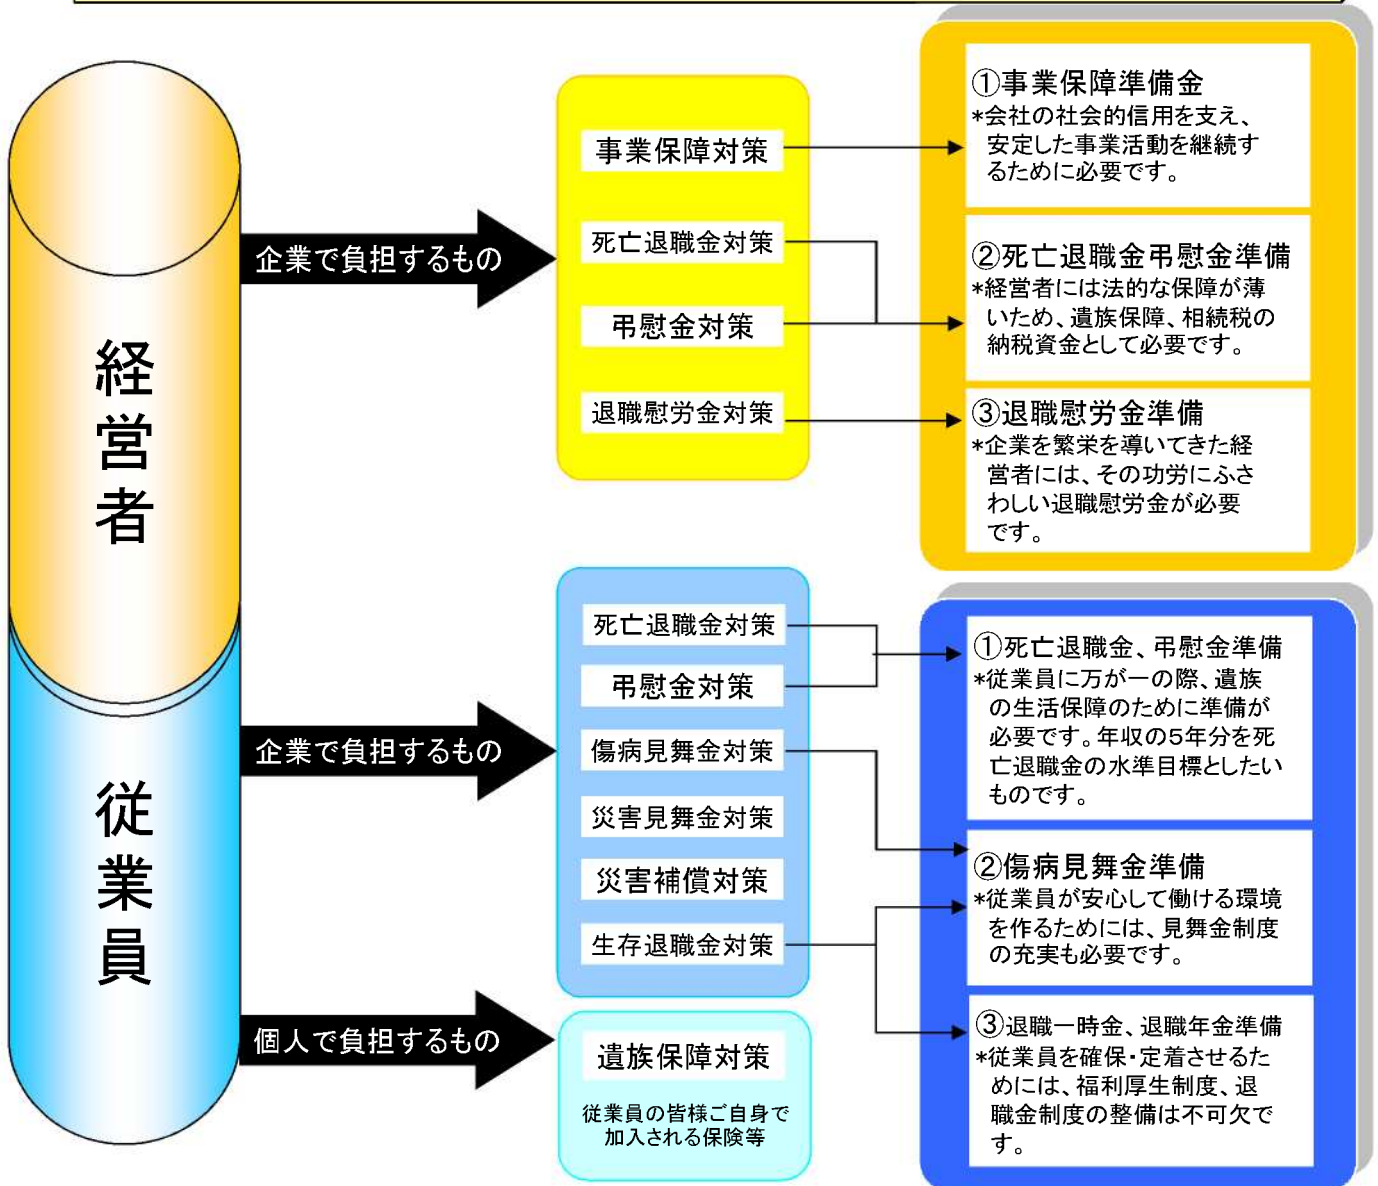 経営者
従業員
企業で負担するもの
事業保障対策
死亡退職金対策
弔慰金対策
退職慰労金対策
①事業保障準備金
*会社の社会的信用を支え、
安定した事業活動を継続す
るために必要です。
②死亡退職金弔慰金準備
*経営者には法的な保障が薄
いため、遺族保障、相続税の
納税資金として必要です。
③退職慰労金準備
*企業を繁栄を導いてきた経
営者には、その功労にふさ
わしい退職慰労金が必要
です。
企業で負担するもの
死亡退職金対策
弔慰金対策
傷病見舞金対策
災害見舞金対策
災害補償対策
生存退職金対策
①死亡退職金、弔慰金準備
*従業員に万が一の際、遺族
の生活保障のために準備が
必要です。年収の5年分を死
亡退職金の水準目標としたい
ものです。
②傷病見舞金準備
*従業員が安心して働ける環境
を作るためには、見舞金制度
の充実も必要です。
③退職一時金、退職年金準備
*従業員を確保・定着させるた
めには、福利厚生制度、退
職金制度の整備は不可欠で
す。
個人で負担するもの
遺族保障対策
従業員の皆様ご自身で
加入される保険等